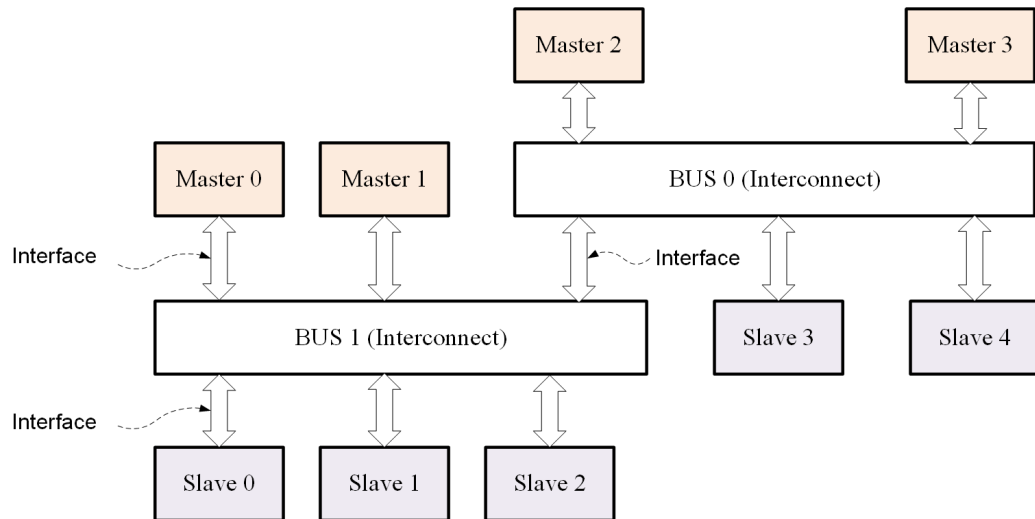 Master 2
Master 3
Master 0
Master 1
BUS 0 (Interconnect)
Interface
Interface
BUS 1 (Interconnect)
Slave 3
Slave 4
Interface
Slave 0
Slave 1
Slave 2